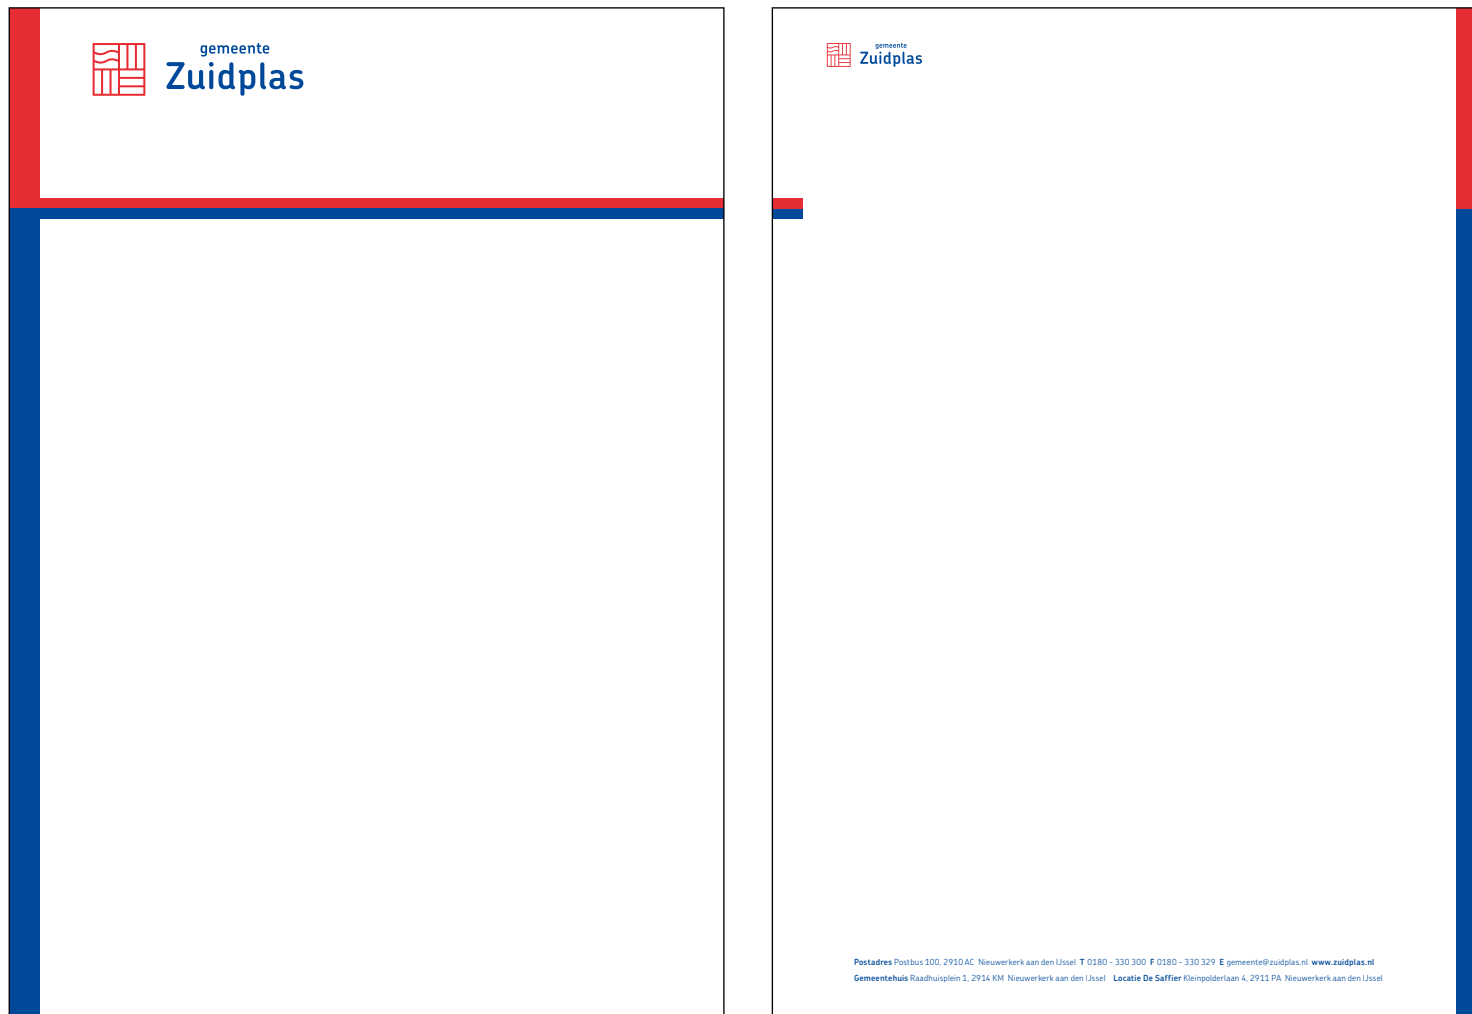 gemeente
Zuidplas
gemeente
Zuidplas
Postadres Postbus 100, 2910 AC Nieuwerkerk aan den IJssel T 0180 - 330 300 F 0180 - 330 329 E gemeente@zuidplas.nl www.zuidplas.nl
Gemeentehuis Raadhuisplein 1, 2914 KM Nieuwerkerk aan den IJssel Locatie De Saffier Kleinpolderlaan 4, 2911 PA Nieuwerkerk aan den IJssel